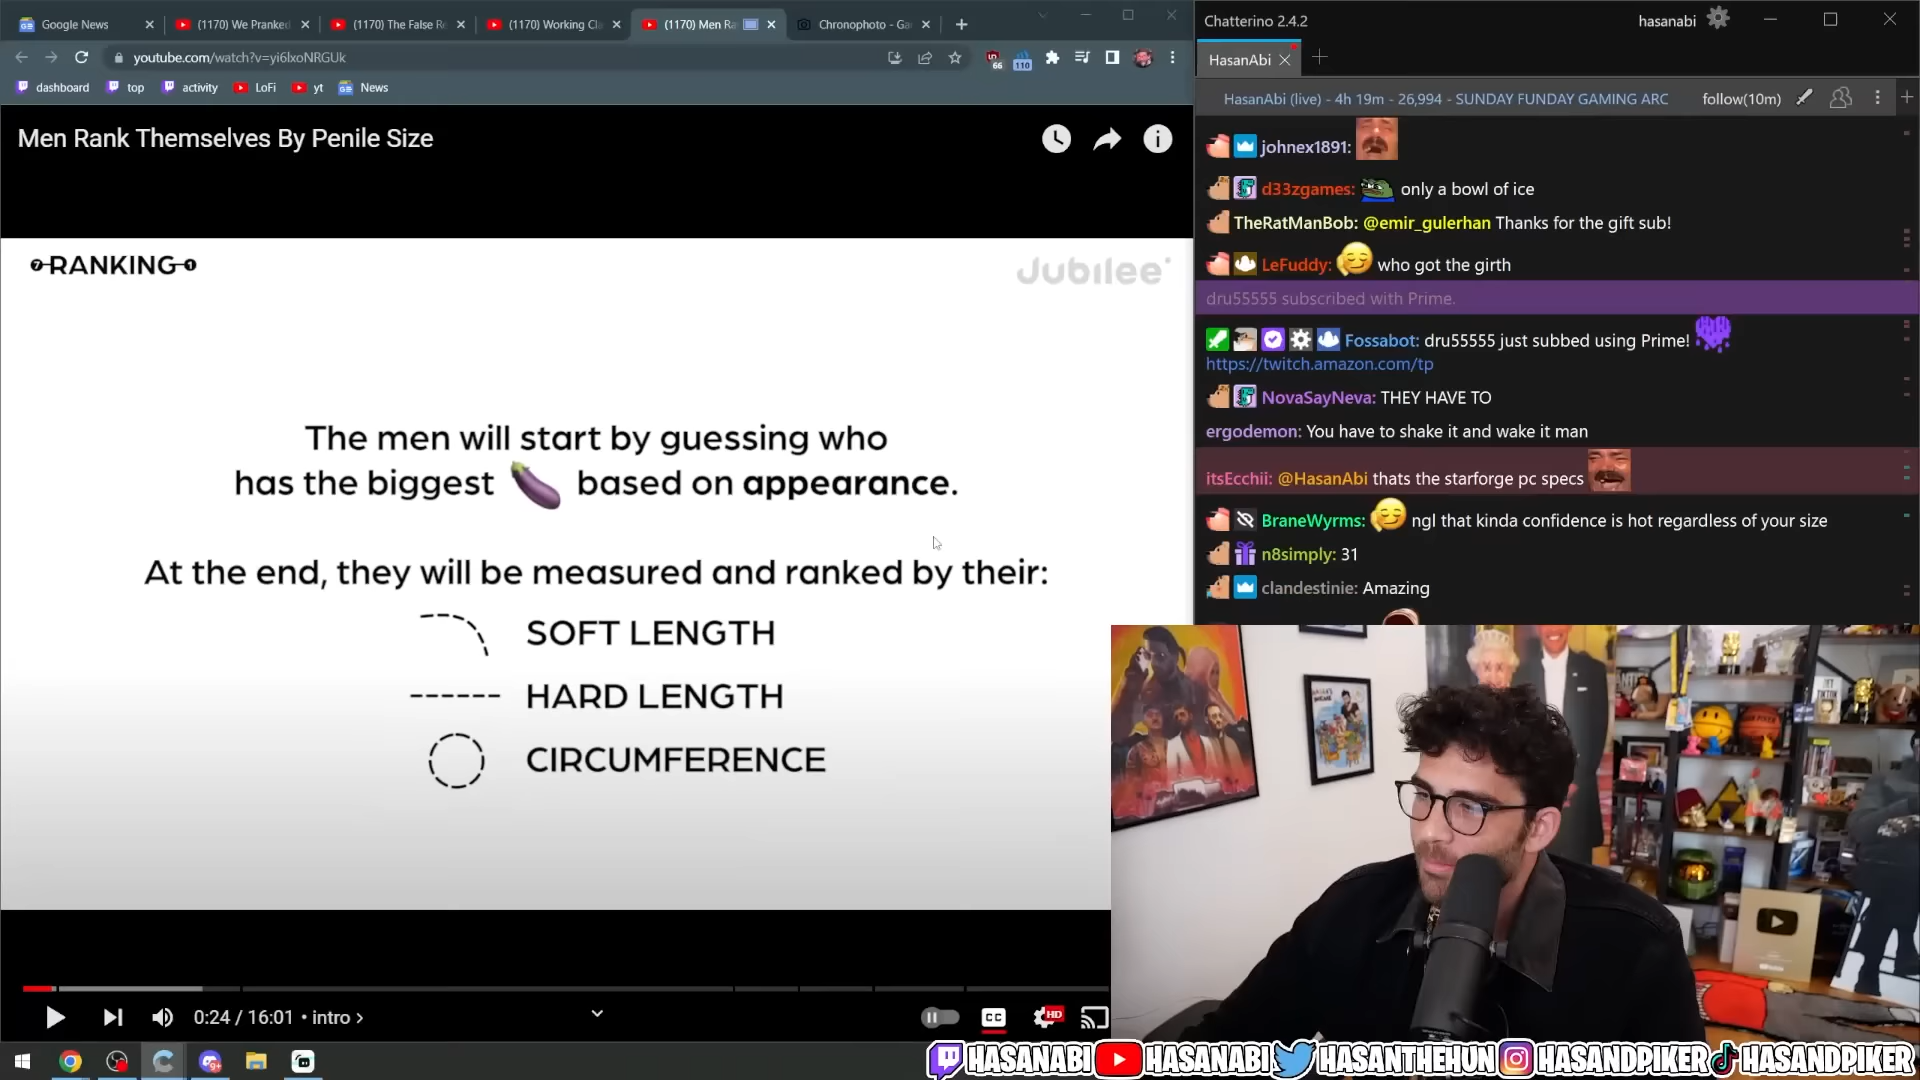 Google News
(1170) We Pranked
(1170) The False R
(1170) Working Cla
(1170) Men Ra
Chronophoto - Ga
youtube.com/watch?v=yi6lxoNRGUk
66
110
dashboard
top
activity
LoFi
yt
News
Men Rank Themselves By Penile Size
7 RANKING 1
Jubilee
The men will start by guessing who
has the biggest 🍆 based on appearance.
At the end, they will be measured and ranked by their:
SOFT LENGTH
HARD LENGTH
CIRCUMFERENCE
0:24 / 16:01 • intro >
CC
HD
Chatterino 2.4.2
hasanabi
HasanAbi
HasanAbi (live) - 4h 19m - 26,994 - SUNDAY FUNDAY GAMING ARC
follow(10m)
johnex1891:
d33zgames: only a bowl of ice
TheRatManBob: @emir_gulerhan Thanks for the gift sub!
LeFuddy: who got the girth
dru55555 subscribed with Prime.
Fossabot: dru55555 just subbed using Prime!
https://twitch.amazon.com/tp
NovaSayNeva: THEY HAVE TO
ergodemon: You have to shake it and wake it man
itsEcchii: @HasanAbi thats the starforge pc specs
BraneWyrms: ngl that kinda confidence is hot regardless of your size
n8simply: 31
clandestinie: Amazing
HASANABI
HASANABI
HASANTHEHUN
HASANDPIKER
HASANDPIKER